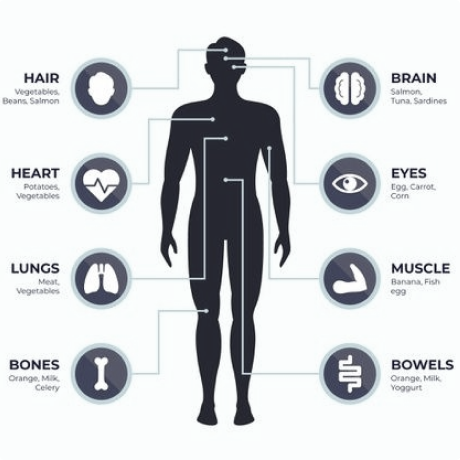 HAIR
Vegetables,
Beans, Salmon
BRAIN
Salmon,
Tuna, Sardines
HEART
Potatoes,
Vegetables
EYES
Egg, Carrot,
Corn
LUNGS
Meat,
Vegetables
MUSCLE
Banana, Fish
egg
BONES
Orange, Milk,
Celery
BOWELS
Orange, Milk,
Yoggurt